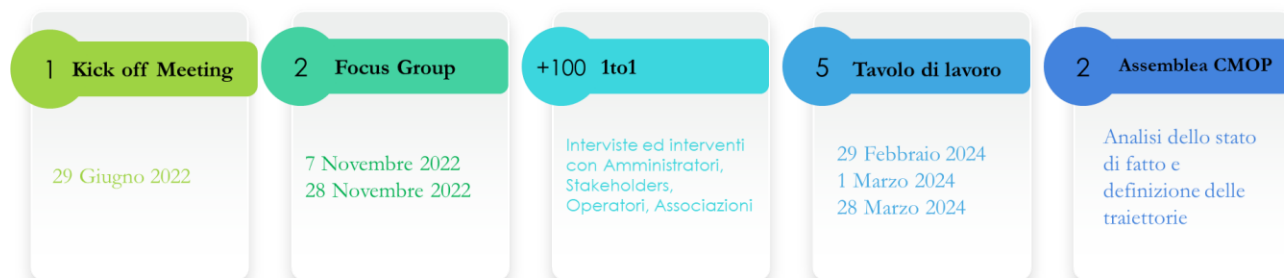 1 Kick off Meeting
29 Giugno 2022
2 Focus Group
7 Novembre 2022
28 Novembre 2022
+100 1to1
Interviste ed interventi
con Amministratori,
Stakeholders,
Operatori, Associazioni
5 Tavolo di lavoro
29 Febbraio 2024
1 Marzo 2024
28 Marzo 2024
2 Assemblea CMOP
Analisi dello stato
di fatto e
definizione delle
traiettorie